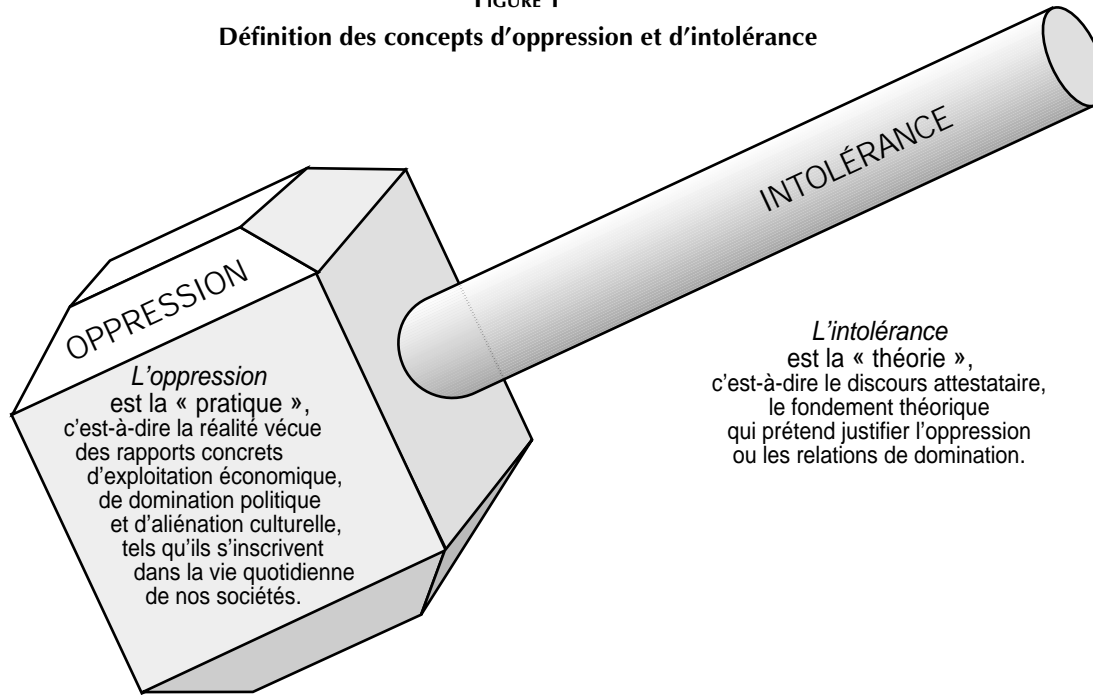 FIGURE 1
Définition des concepts d’oppression et d’intolérance
INTOLÉRANCE
OPPRESSION
L’oppression
est la « pratique »,
c’est-à-dire la réalité vécue
des rapports concrets
d’exploitation économique,
de domination politique
et d’aliénation culturelle,
tels qu’ils s’inscrivent
dans la vie quotidienne
de nos sociétés.
L’intolérance
est la « théorie »,
c’est-à-dire le discours attestataire,
le fondement théorique
qui prétend justifier l’oppression
ou les relations de domination.